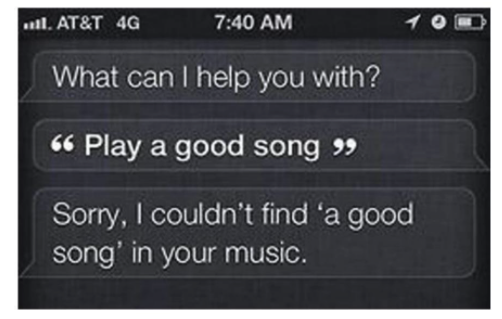 AT&T 4G 7:40 AM
What can I help you with?
“ Play a good song ”
Sorry, I couldn’t find ‘a good
song’ in your music.